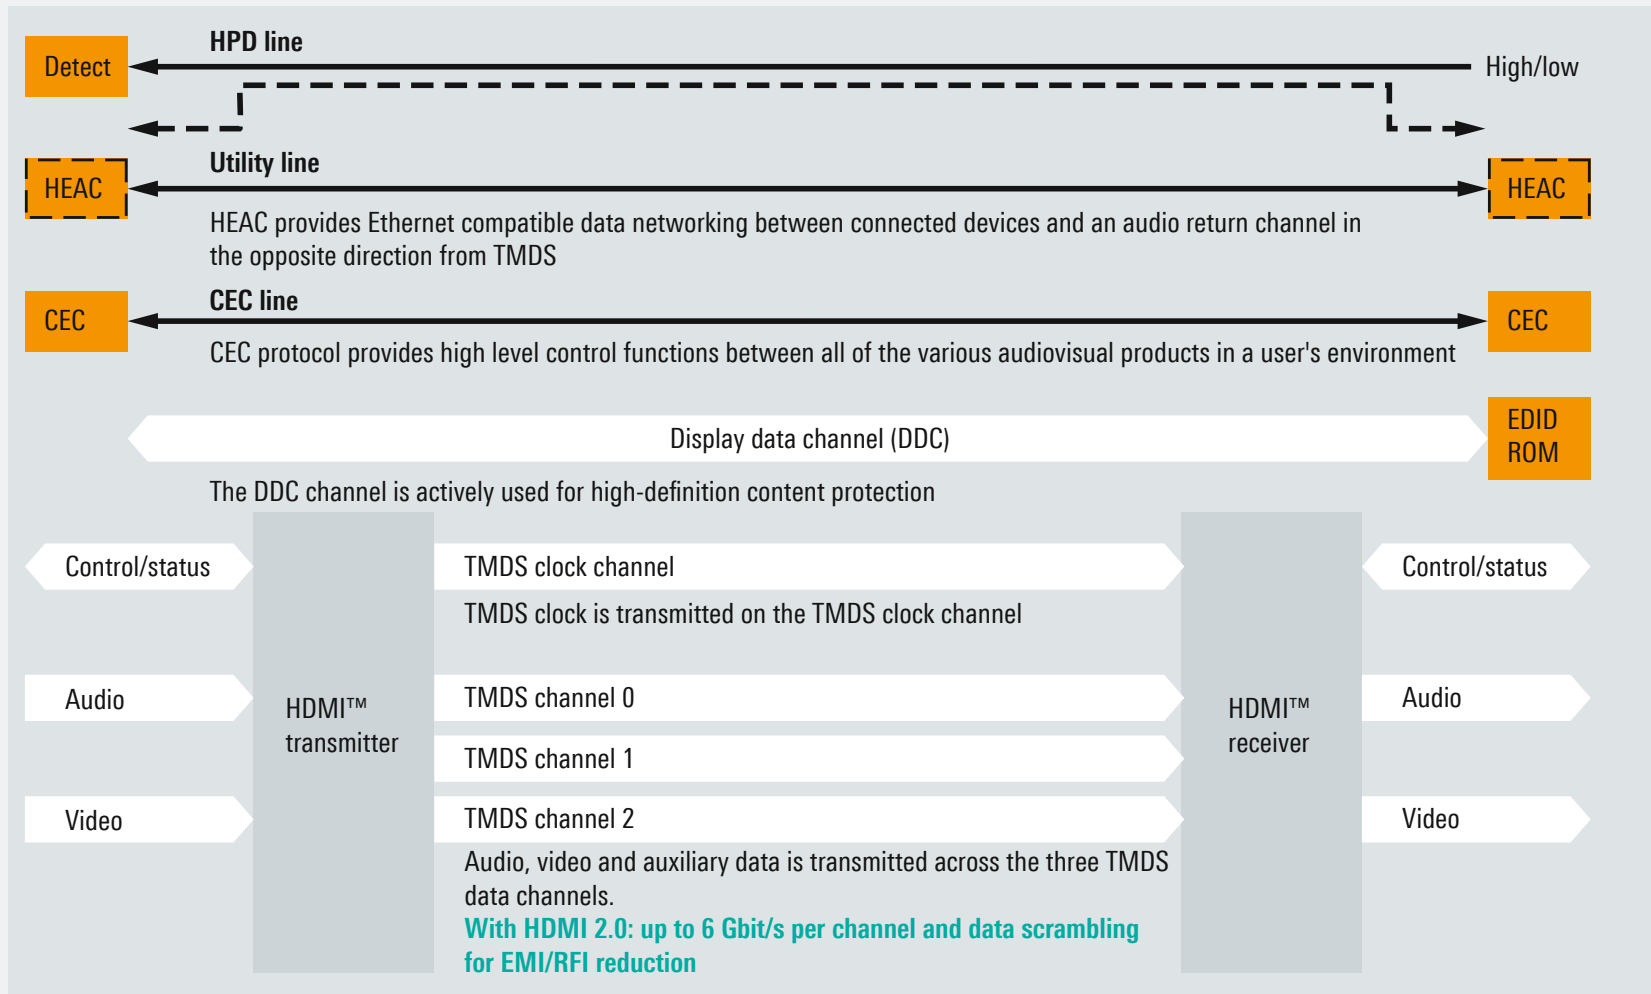 HPD line
Detect
High/low
Utility line
HEAC
HEAC
HEAC provides Ethernet compatible data networking between connected devices and an audio return channel in
the opposite direction from TMDS
CEC line
CEC
CEC
CEC protocol provides high level control functions between all of the various audiovisual products in a user's environment
Display data channel (DDC)
EDID
ROM
The DDC channel is actively used for high-definition content protection
Control/status
TMDS clock channel
Control/status
TMDS clock is transmitted on the TMDS clock channel
Audio
HDMI™
transmitter
TMDS channel 0
HDMI™
receiver
Audio
TMDS channel 1
Video
TMDS channel 2
Video
Audio, video and auxiliary data is transmitted across the three TMDS
data channels.
With HDMI 2.0: up to 6 Gbit/s per channel and data scrambling
for EMI/RFI reduction